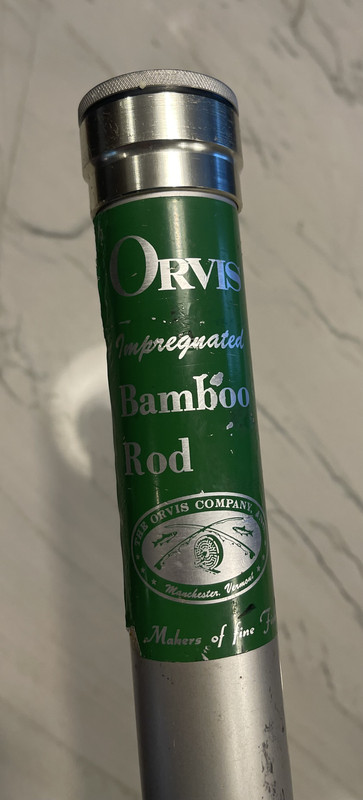 ORVIS
Impregnated
Bamboo
Rod
THE ORVIS COMPANY,
Manchester, Vermont
Makers of fine